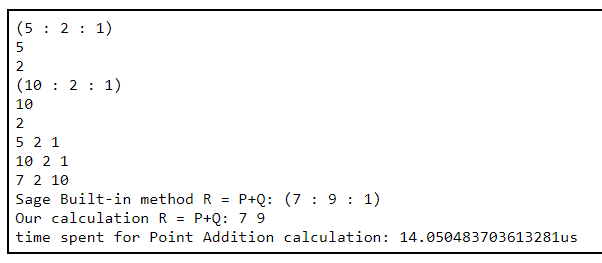 (5 : 2 : 1)
5
2
(10 : 2 : 1)
10
2
5 2 1
10 2 1
7 2 10
Sage Built-in method R = P+Q: (7 : 9 : 1)
Our calculation R = P+Q: 7 9
time spent for Point Addition calculation: 14.050483703613281us